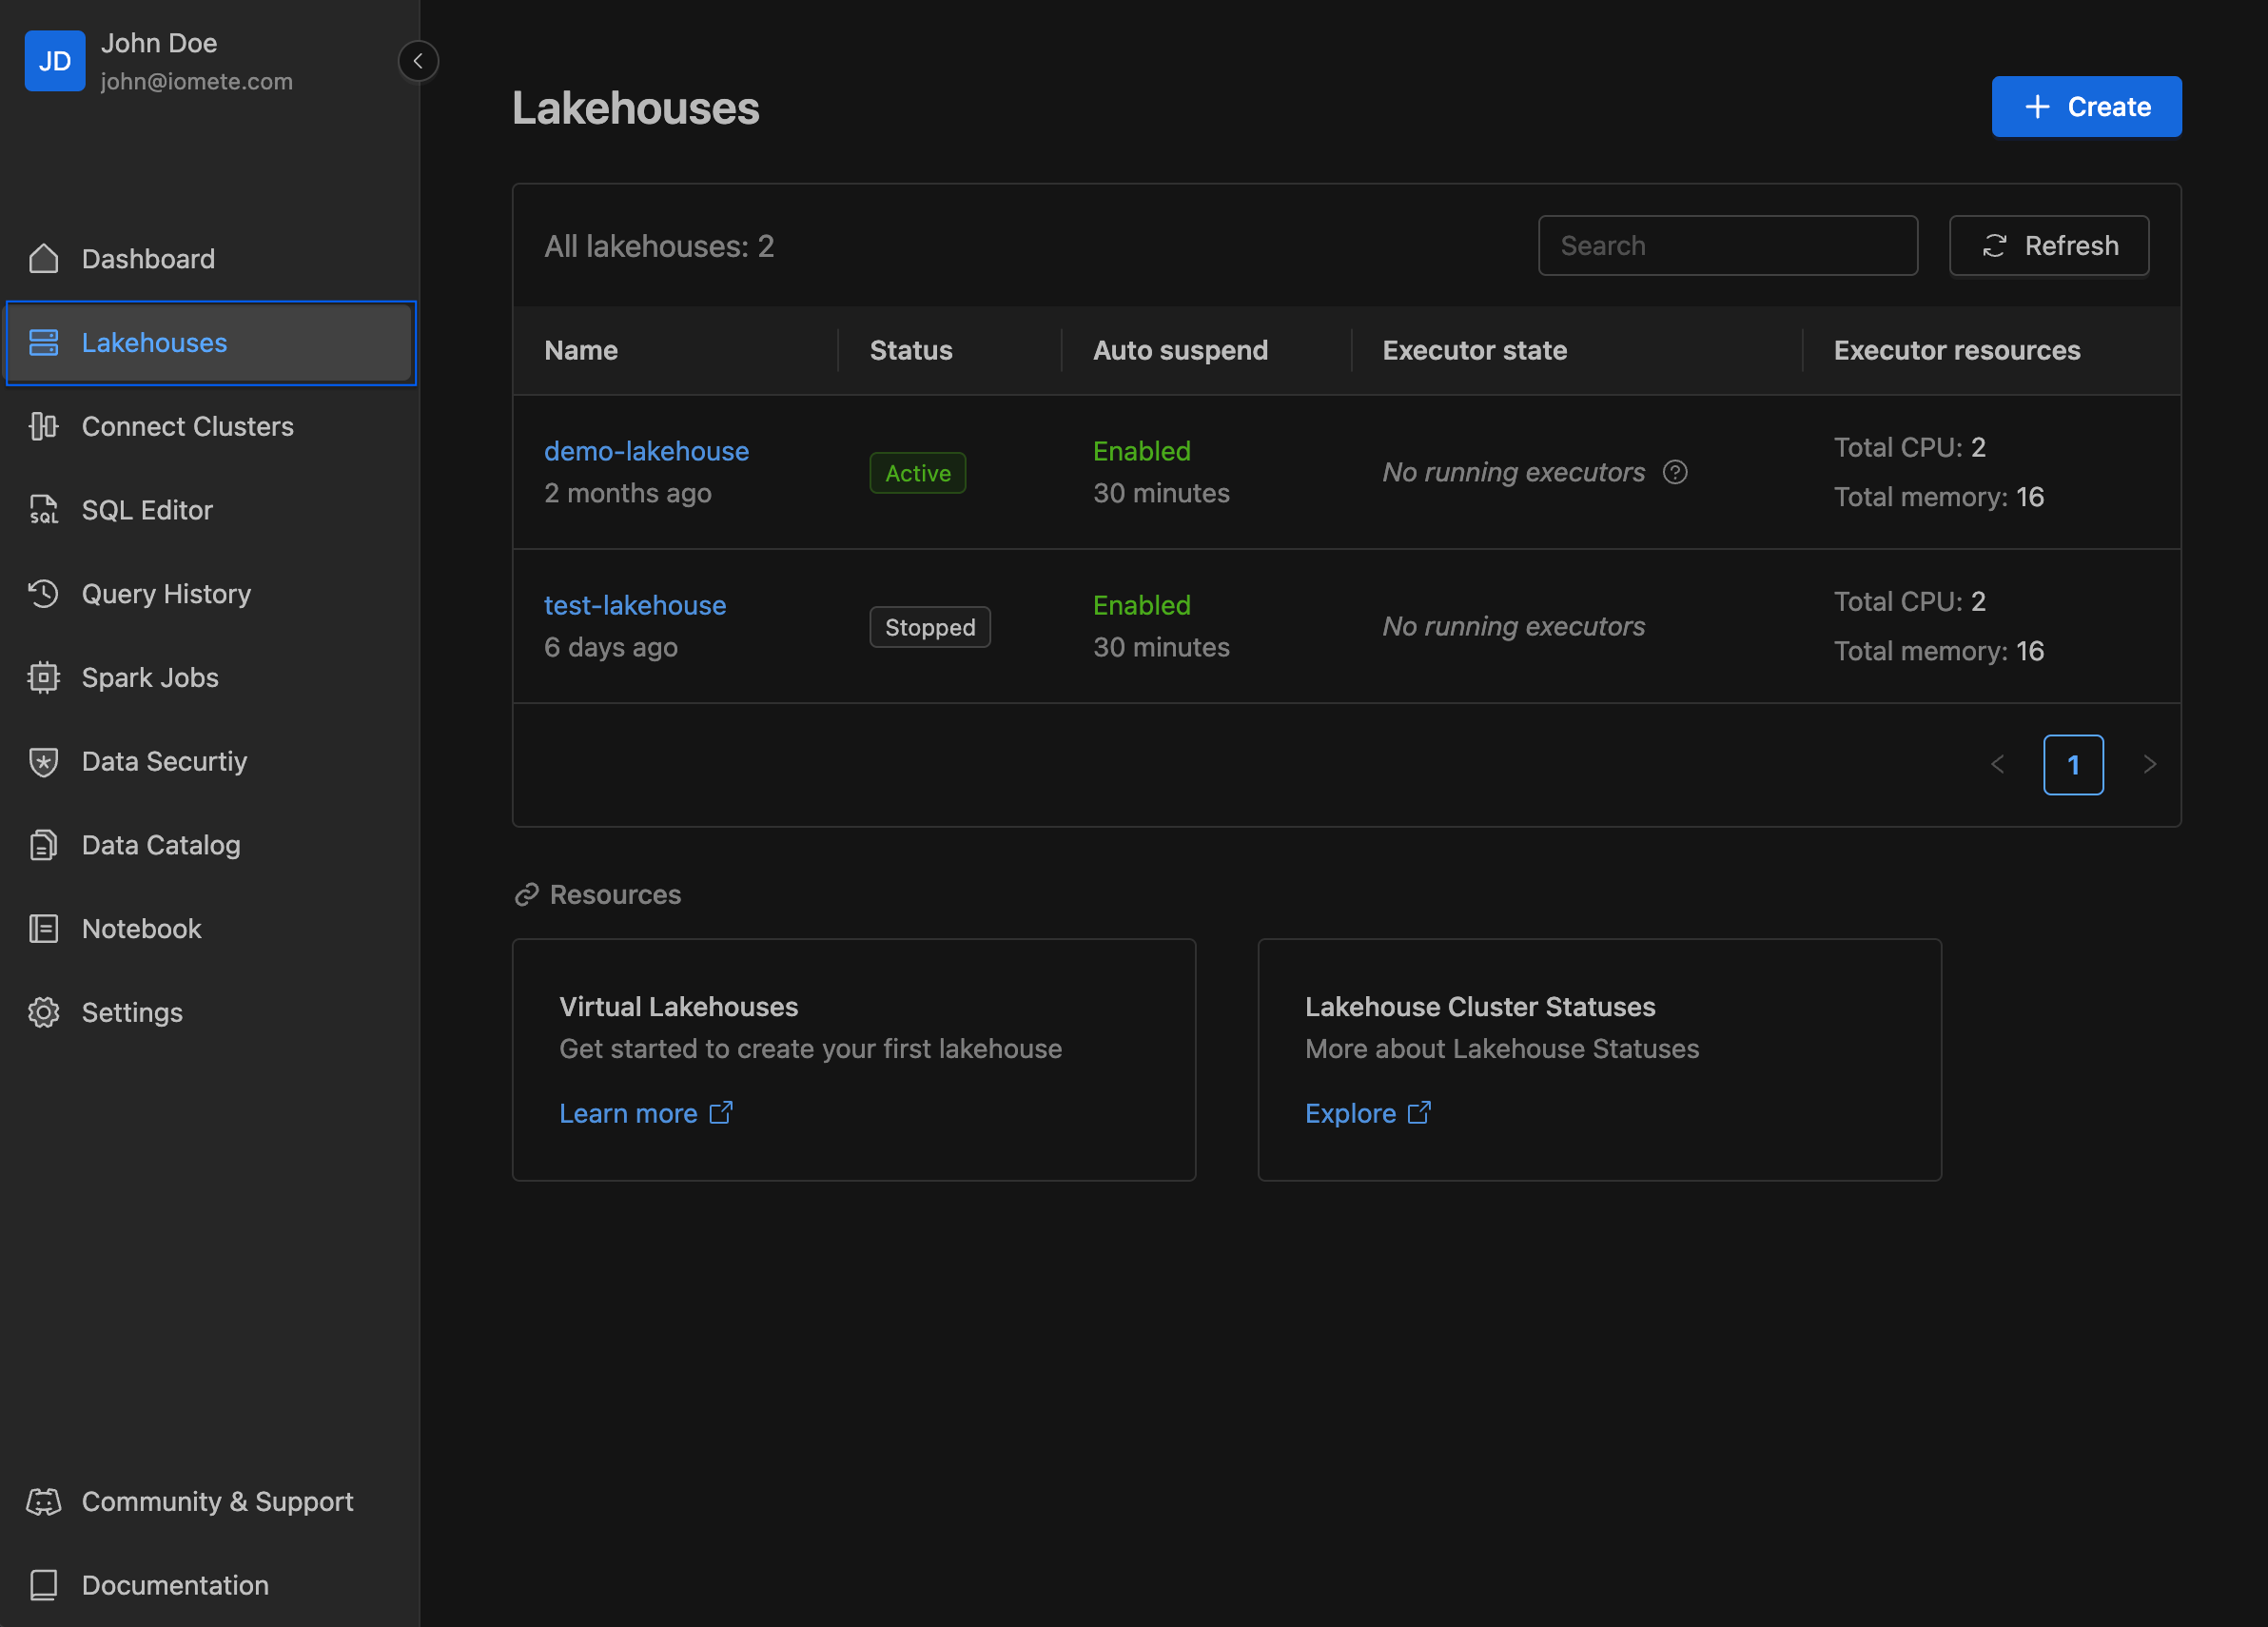 JD
John Doe
john@iomete.com
Dashboard
Lakehouses
Connect Clusters
SQL
SQL Editor
Query History
Spark Jobs
Data Securtiy
Data Catalog
Notebook
Settings
Community & Support
Documentation
Lakehouses
Create
All lakehouses: 2
Search
Refresh
Name Status Auto suspend Executor state Executor resources
demo-lakehouse
2 months ago
Active
Enabled
30 minutes
No running executors
Total CPU: 2
Total memory: 16
test-lakehouse
6 days ago
Stopped
Enabled
30 minutes
No running executors
Total CPU: 2
Total memory: 16
1
Resources
Virtual Lakehouses
Get started to create your first lakehouse
Learn more
Lakehouse Cluster Statuses
More about Lakehouse Statuses
Explore